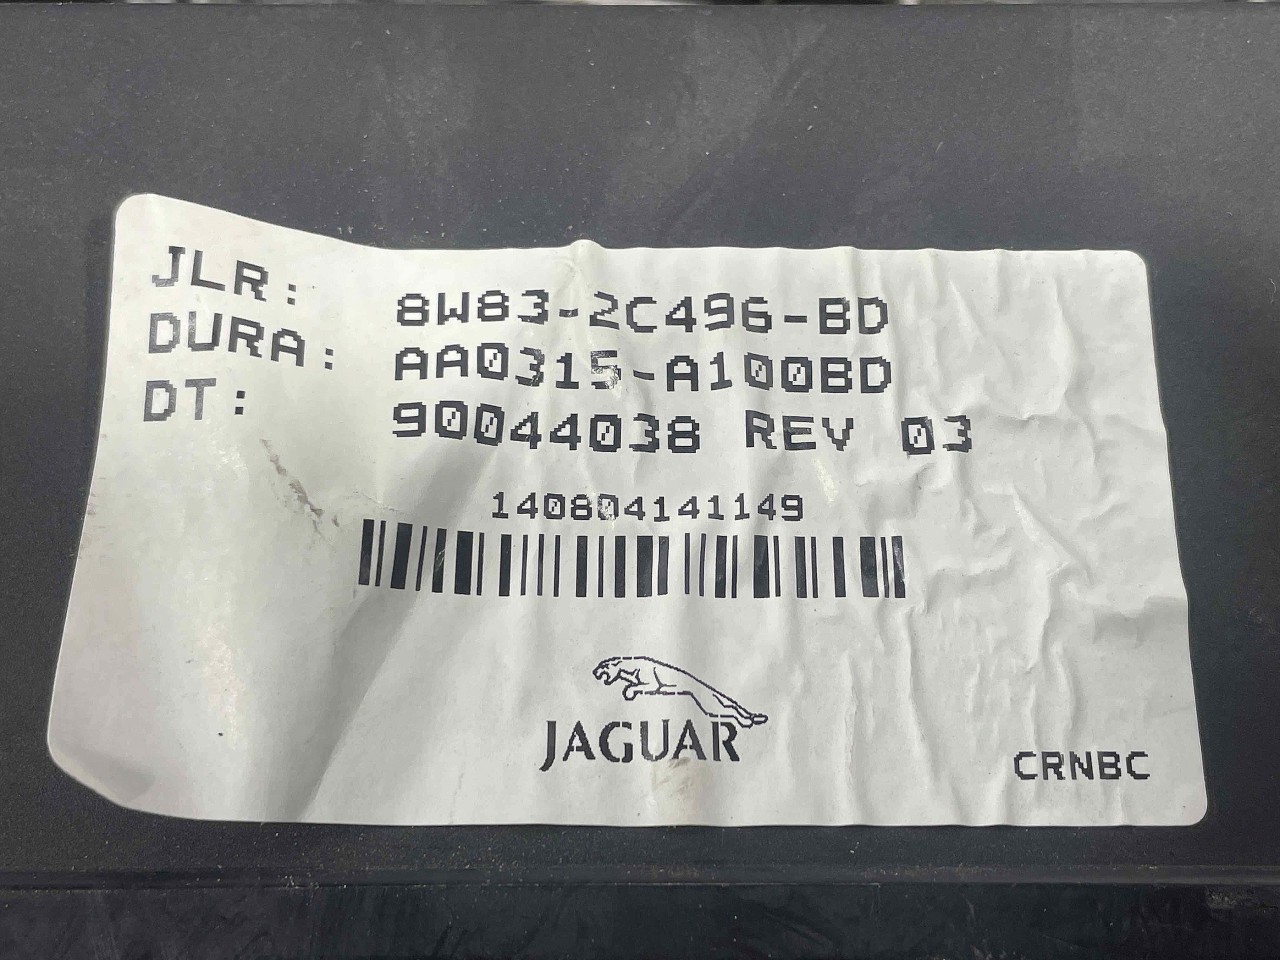 JLR: 8W83-2C496-BD
DURA: AA0315-A100BD
DT: 90044038 REV 03
140804141149
JAGUAR
CRNBC